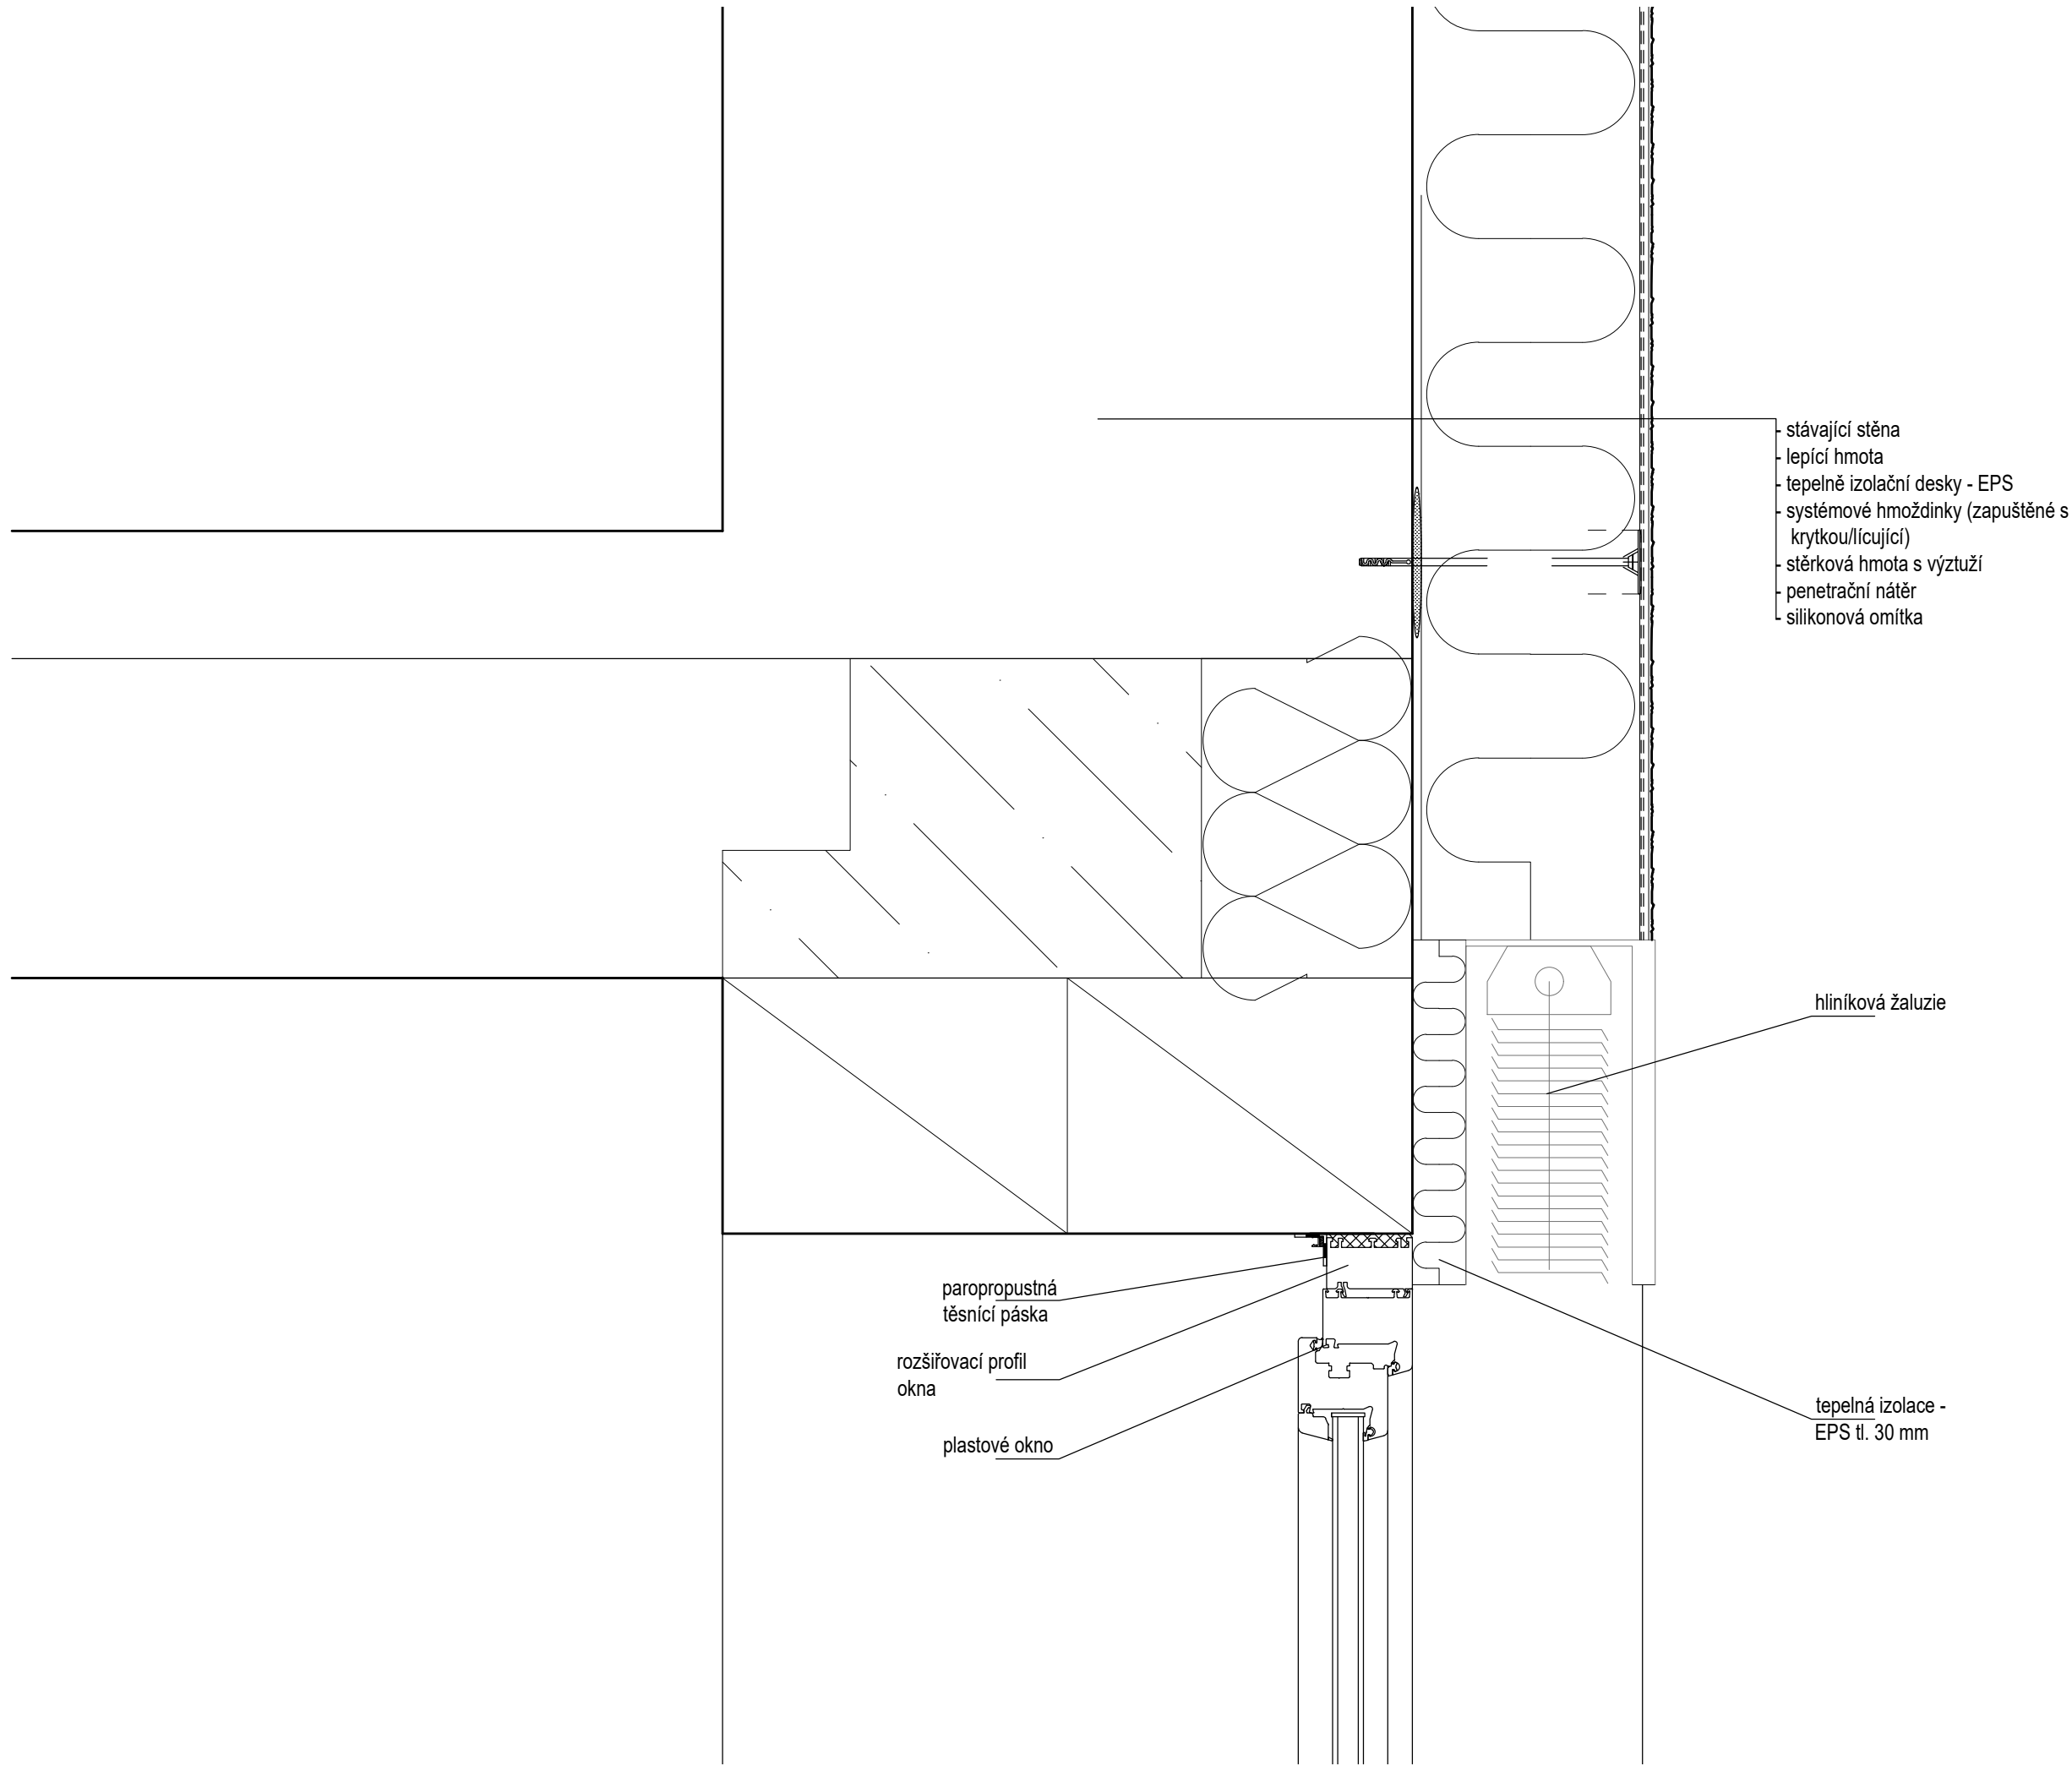 - stávající stěna
- lepící hmota
- tepelně izolační desky - EPS
- systémové hmoždinky (zapuštěné s
krytkou/lícující)
- stěrková hmota s výztuží
- penetrační nátěr
- silikonová omítka
hliníková žaluzie
paropropustná
těsnící páska
rozšiřovací profil
okna
plastové okno
tepelná izolace -
EPS tl. 30 mm